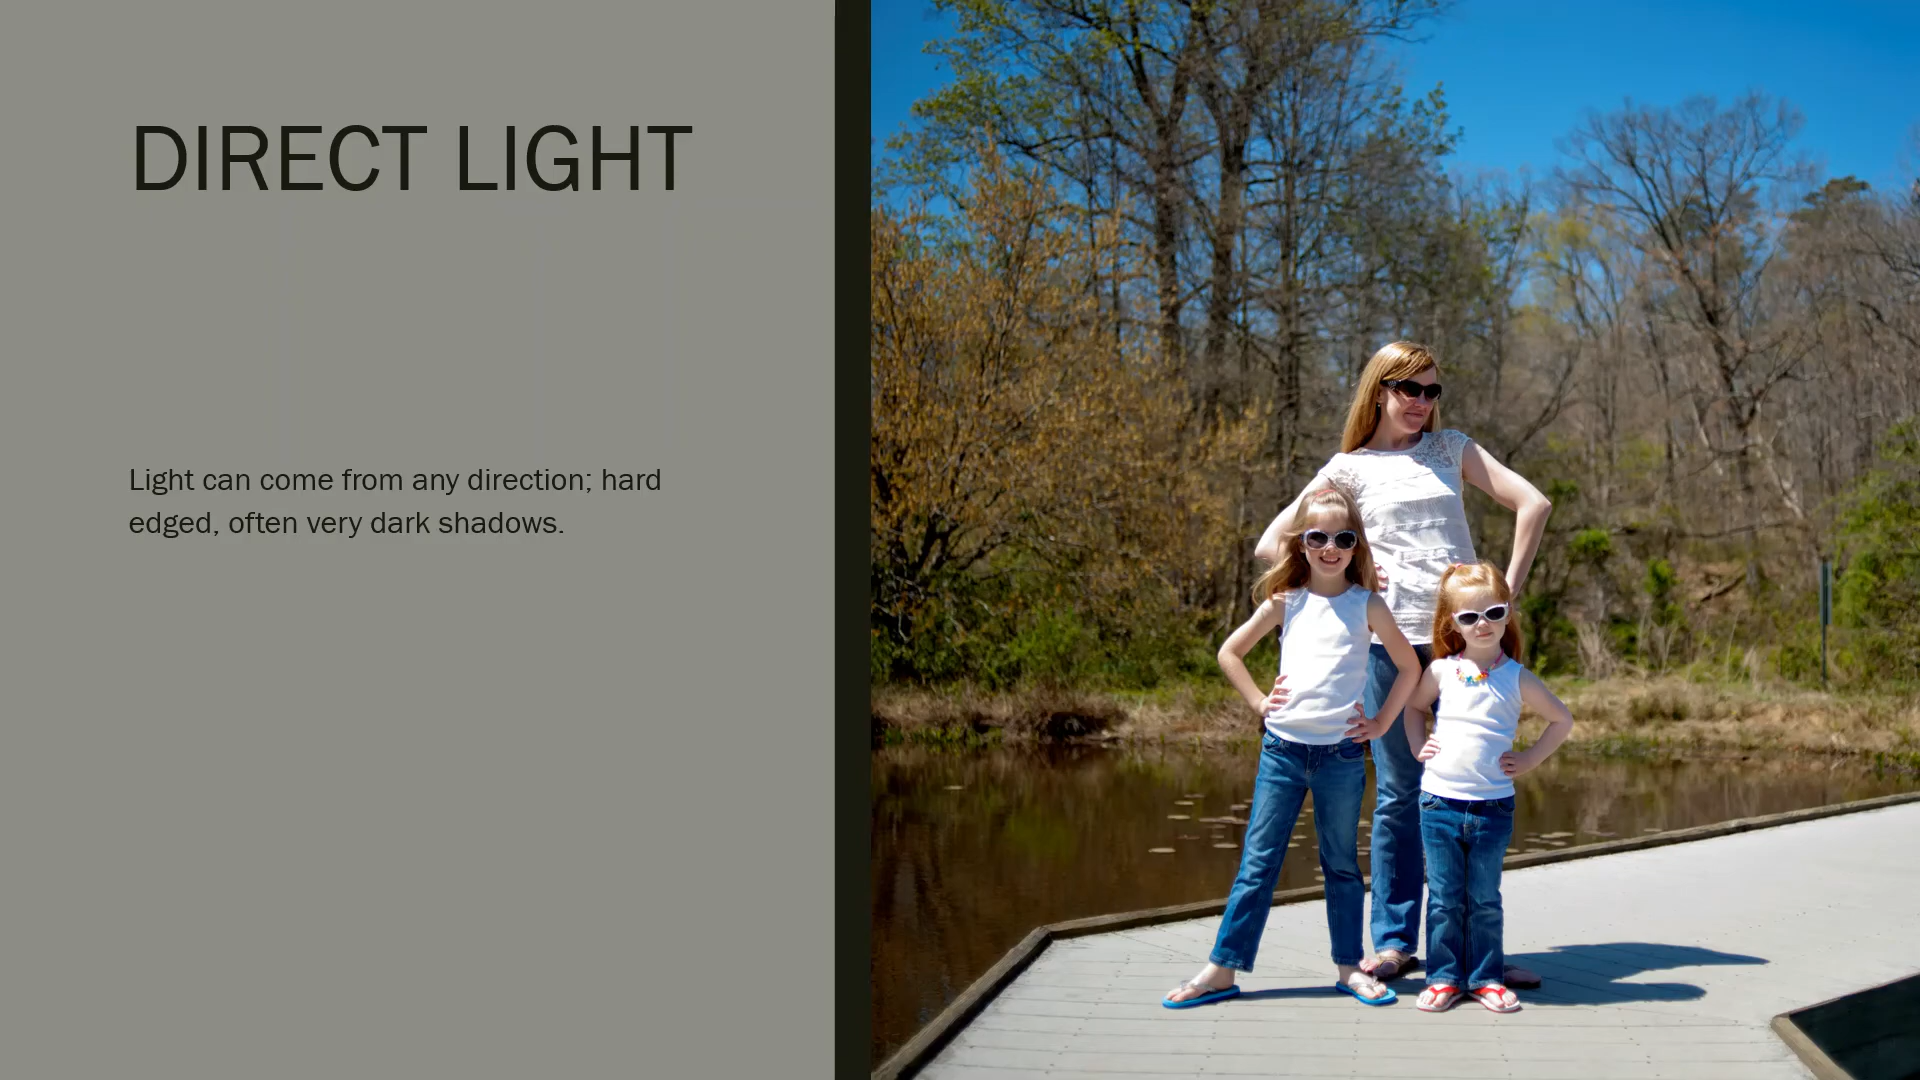 DIRECT LIGHT
Light can come from any direction; hard
edged, often very dark shadows.